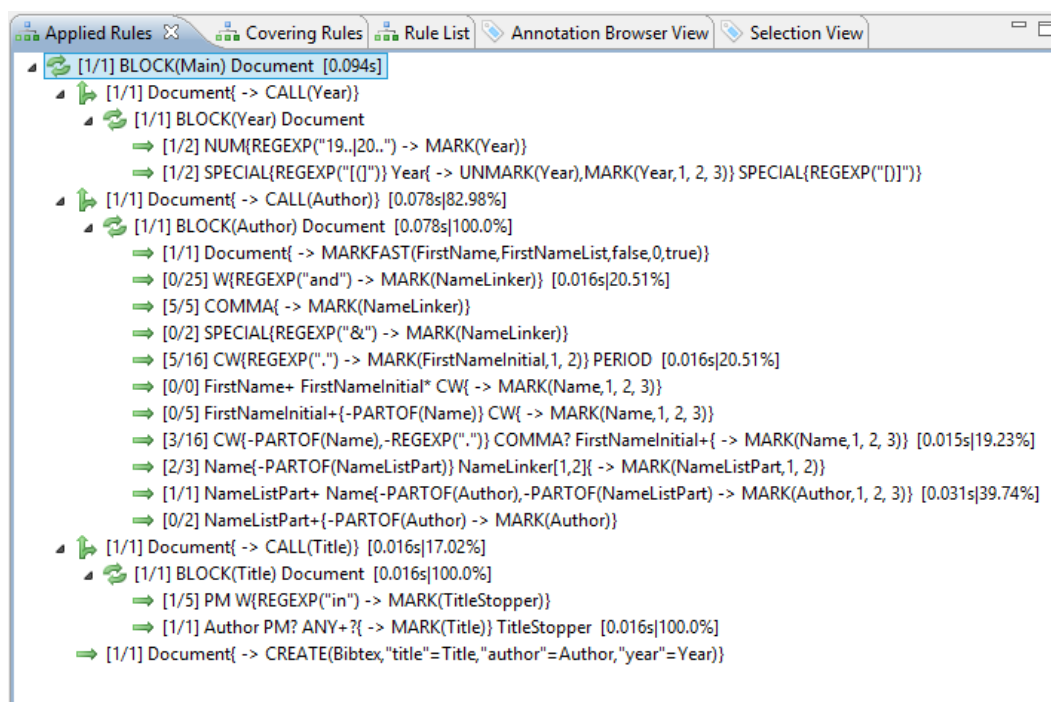 Applied Rules Covering Rules Rule List Annotation Browser View Selection View
[1/1] BLOCK(Main) Document [0.094s]
[1/1] Document{ -> CALL(Year)}
[1/1] BLOCK(Year) Document
[1/2] NUM{REGEXP("19..|20..") -> MARK(Year)}
[1/2] SPECIAL{REGEXP("[(]")} Year{ -> UNMARK(Year),MARK(Year,1, 2, 3)} SPECIAL{REGEXP("[)]")}
[1/1] Document{ -> CALL(Author)} [0.078s|82.98%]
[1/1] BLOCK(Author) Document [0.078s|100.0%]
[1/1] Document{ -> MARKFAST(FirstName,FirstNameList,false,0,true)}
[0/25] W{REGEXP("and") -> MARK(NameLinker)} [0.016s|20.51%]
[5/5] COMMA{ -> MARK(NameLinker)}
[0/2] SPECIAL{REGEXP("&") -> MARK(NameLinker)}
[5/16] CW{REGEXP(".") -> MARK(FirstNameInitial,1, 2)} PERIOD [0.016s|20.51%]
[0/0] FirstName+ FirstNameInitial* CW{ -> MARK(Name,1, 2, 3)}
[0/5] FirstNameInitial+{-PARTOF(Name)} CW{ -> MARK(Name,1, 2, 3)}
[3/16] CW{-PARTOF(Name),-REGEXP(".")} COMMA? FirstNameInitial+{ -> MARK(Name,1, 2, 3)} [0.015s|19.23%]
[2/3] Name{-PARTOF(NameListPart)} NameLinker[1,2]{ -> MARK(NameListPart,1, 2)}
[1/1] NameListPart+ Name{-PARTOF(Author),-PARTOF(NameListPart) -> MARK(Author,1, 2, 3)} [0.031s|39.74%]
[0/2] NameListPart+{-PARTOF(Author) -> MARK(Author)}
[1/1] Document{ -> CALL(Title)} [0.016s|17.02%]
[1/1] BLOCK(Title) Document [0.016s|100.0%]
[1/5] PM W{REGEXP("in") -> MARK(TitleStopper)}
[1/1] Author PM? ANY+?{ -> MARK(Title)} TitleStopper [0.016s|100.0%]
[1/1] Document{ -> CREATE(Bibtex,"title"=Title,"author"=Author,"year"=Year)}